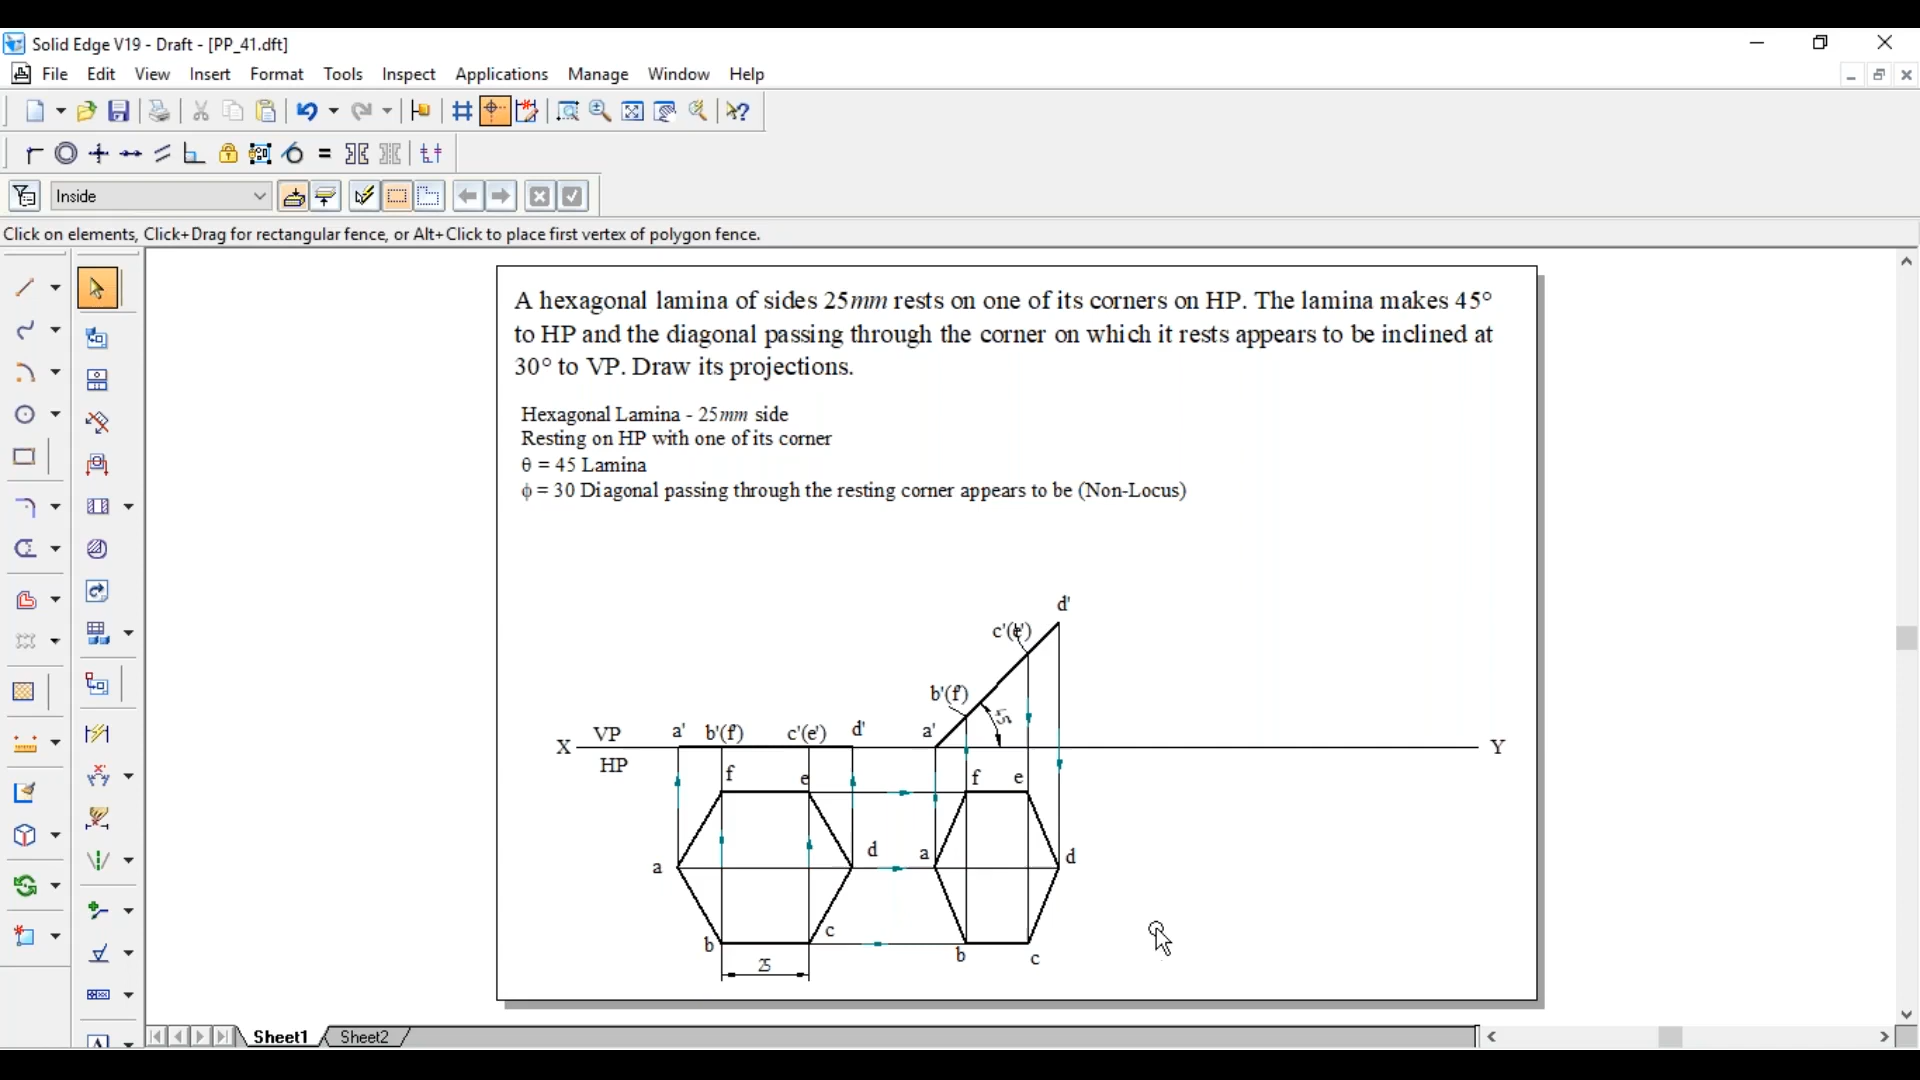 Solid Edge V19 - Draft - [PP_41.dft]
File Edit View Insert Format Tools Inspect Applications Manage Window Help
Inside
Click on elements, Click+Drag for rectangular fence, or Alt+Click to place first vertex of polygon fence.
A hexagonal lamina of sides 25mm rests on one of its corners on HP. The lamina makes 45°
to HP and the diagonal passing through the corner on which it rests appears to be inclined at
30° to VP. Draw its projections.
Hexagonal Lamina - 25mm side
Resting on HP with one of its corner
θ = 45 Lamina
ϕ = 30 Diagonal passing through the resting corner appears to be (Non-Locus)
d'
c'(e')
b'(f')
45°
X VP a' b'(f') c'(e') d' a' Y
HP
f e f e
a d a d
b c b c
25
Sheet1 Sheet2